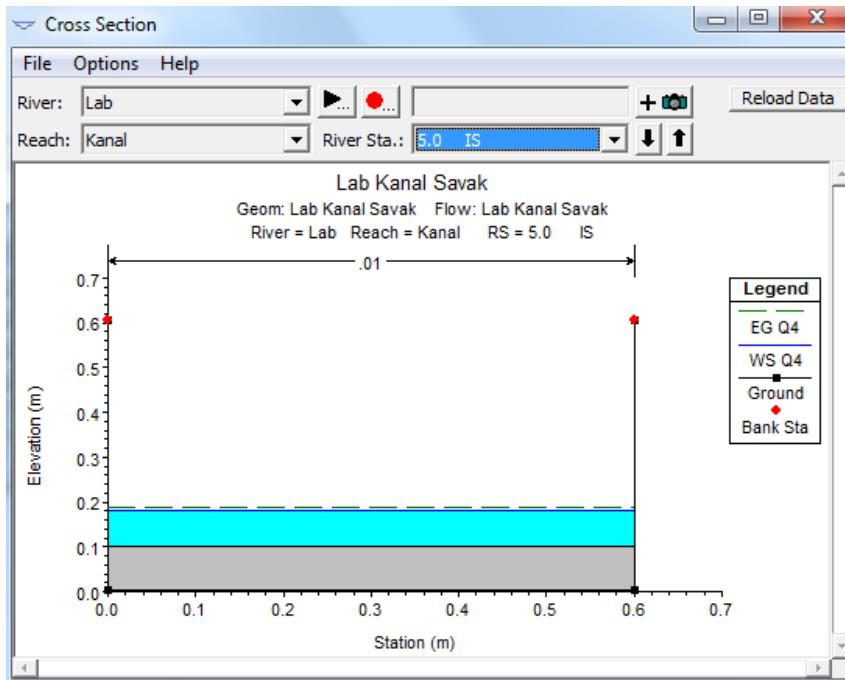 Cross Section
File Options Help
River: Lab ... ... Reload Data
Reach: Kanal River Sta.: 5.0 IS
Lab Kanal Savak
Geom: Lab Kanal Savak Flow: Lab Kanal Savak
River = Lab Reach = Kanal RS = 5.0 IS
.01
Legend
EG Q4
WS Q4
Ground
Bank Sta
Elevation (m)
0.7
0.6
0.5
0.4
0.3
0.2
0.1
0.0
0.0 0.1 0.2 0.3 0.4 0.5 0.6 0.7
Station (m)